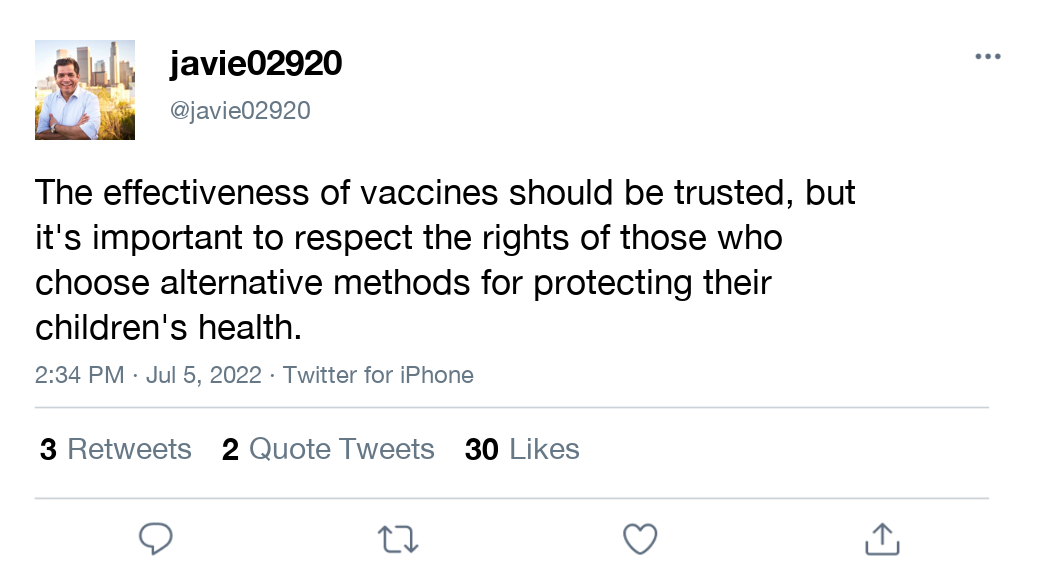 javie02920
@javie02920
The effectiveness of vaccines should be trusted, but
it's important to respect the rights of those who
choose alternative methods for protecting their
children's health.
2:34 PM · Jul 5, 2022 · Twitter for iPhone
3 Retweets 2 Quote Tweets 30 Likes